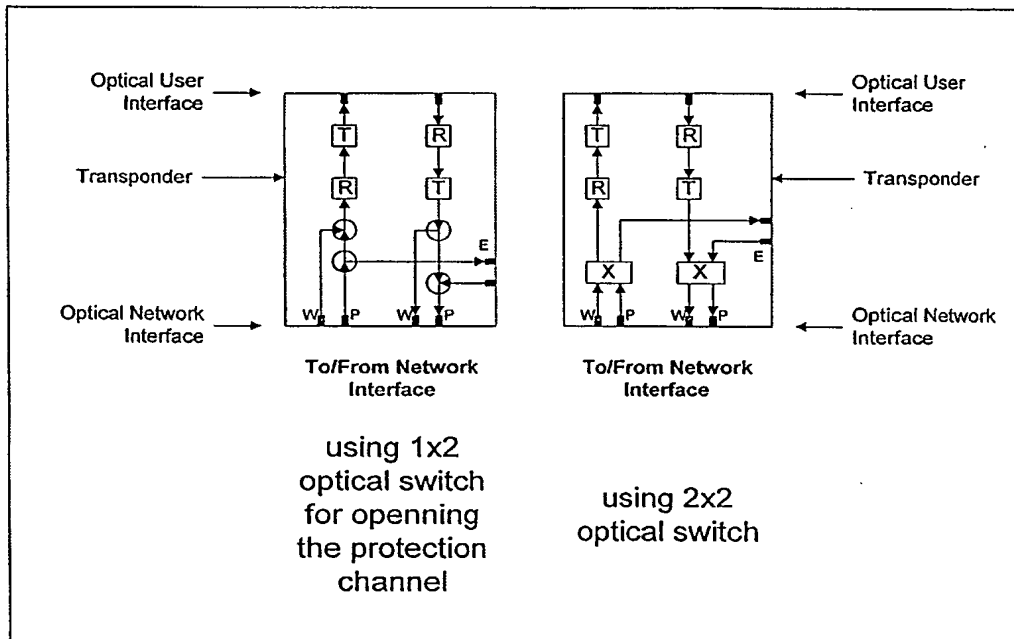 Optical User
Interface
Transponder
Optical Network
Interface
T
R
R
T
E
W
P
W
P
To/From Network
Interface
using 1x2
optical switch
for openning
the protection
channel
T
R
R
T
X
X
E
W
P
W
P
To/From Network
Interface
using 2x2
optical switch
Optical User
Interface
Transponder
Optical Network
Interface